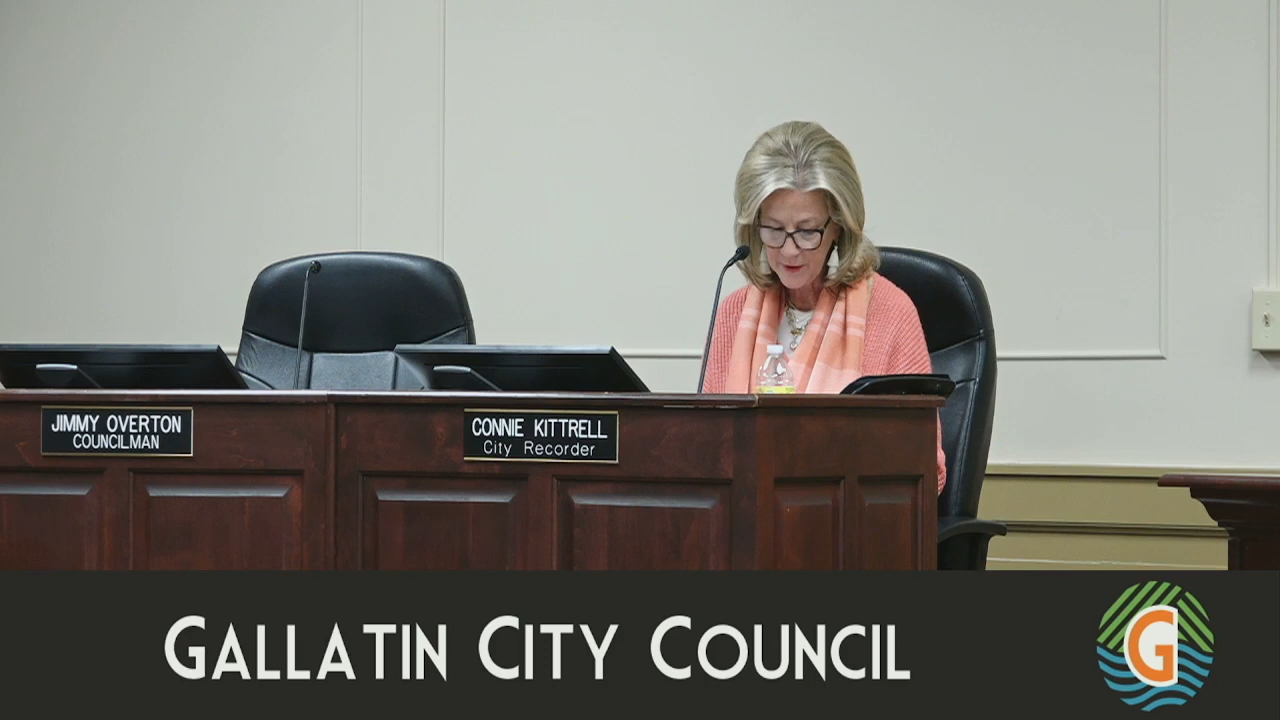 JIMMY OVERTON
COUNCILMAN
CONNIE KITTRELL
City Recorder
GALLATIN CITY COUNCIL
G